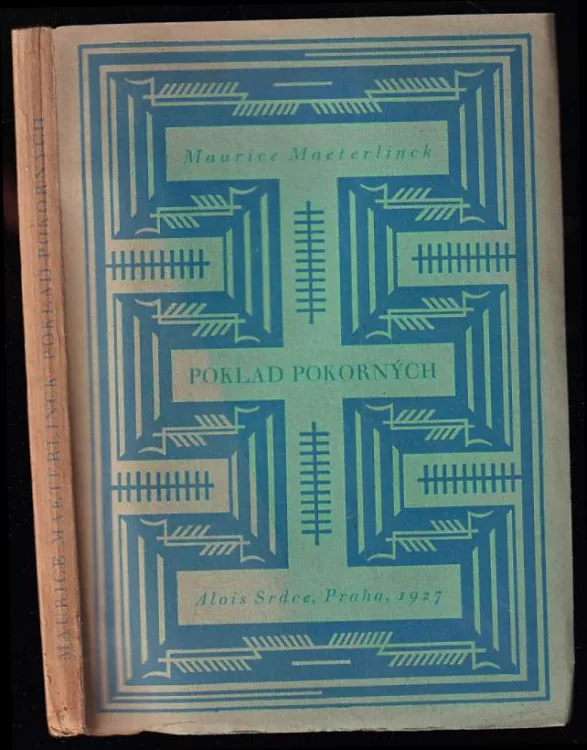 Maurice Maeterlinck
POKLAD POKORNÝCH
Alois Srdce, Praha, 1927
MAURICE MAETERLINCK: POKLAD POKORNÝCH